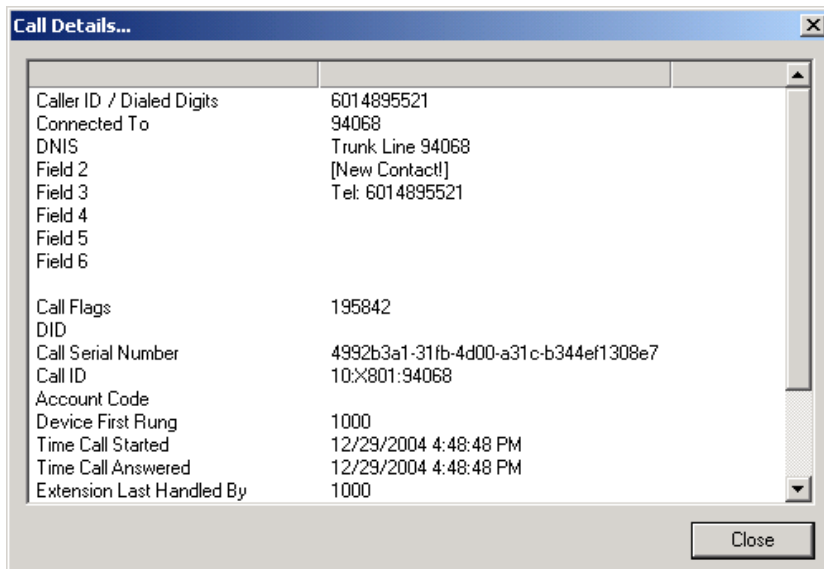 Call Details...
Caller ID / Dialed Digits 6014895521
Connected To 94068
DNIS Trunk Line 94068
Field 2 [New Contact!]
Field 3 Tel: 6014895521
Field 4
Field 5
Field 6
Call Flags 195842
DID
Call Serial Number 4992b3a1-31fb-4d00-a31c-b344ef1308e7
Call ID 10:X801:94068
Account Code
Device First Rung 1000
Time Call Started 12/29/2004 4:48:48 PM
Time Call Answered 12/29/2004 4:48:48 PM
Extension Last Handled By 1000
Close